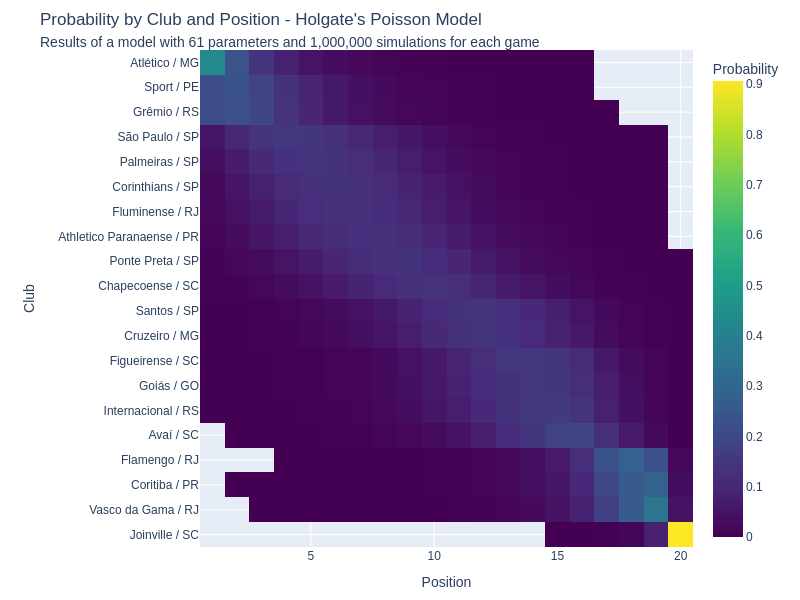 Probability by Club and Position - Holgate's Poisson Model
Results of a model with 61 parameters and 1,000,000 simulations for each game
Club
Atlético / MG
Sport / PE
Grêmio / RS
São Paulo / SP
Palmeiras / SP
Corinthians / SP
Fluminense / RJ
Athletico Paranaense / PR
Ponte Preta / SP
Chapecoense / SC
Santos / SP
Cruzeiro / MG
Figueirense / SC
Goiás / GO
Internacional / RS
Avaí / SC
Flamengo / RJ
Coritiba / PR
Vasco da Gama / RJ
Joinville / SC
5
10
15
20
Position
Probability
0.9
0.8
0.7
0.6
0.5
0.4
0.3
0.2
0.1
0